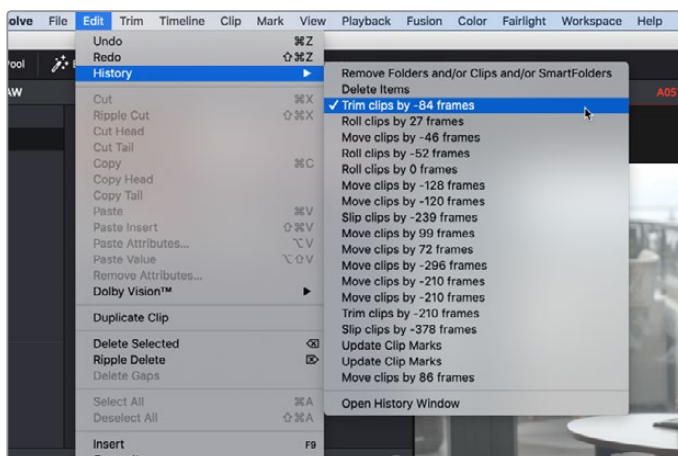 olve File Edit Trim Timeline Clip Mark View Playback Fusion Color Fairlight Workspace Help
Undo ⌘Z
Redo ⇧⌘Z
History ▶
Cut ⌘X
Ripple Cut ⇧⌘X
Cut Head
Cut Tail
Copy ⌘C
Copy Head
Copy Tail
Paste ⌘V
Paste Insert ⇧⌘V
Paste Attributes... ⌥V
Paste Value ⌥⇧V
Remove Attributes...
Dolby Vision™ ▶
Duplicate Clip
Delete Selected ⌫
Ripple Delete ⌦
Delete Gaps
Select All ⌘A
Deselect All ⇧⌘A
Insert F9
Remove Folders and/or Clips and/or SmartFolders
Delete Items
✓ Trim clips by -84 frames
Roll clips by 27 frames
Move clips by -46 frames
Roll clips by -52 frames
Roll clips by 0 frames
Move clips by -128 frames
Move clips by -120 frames
Slip clips by -239 frames
Move clips by 99 frames
Move clips by 72 frames
Move clips by -296 frames
Move clips by -210 frames
Move clips by -210 frames
Trim clips by -210 frames
Slip clips by -378 frames
Update Clip Marks
Update Clip Marks
Move clips by 86 frames
Open History Window
ool
AW
A05